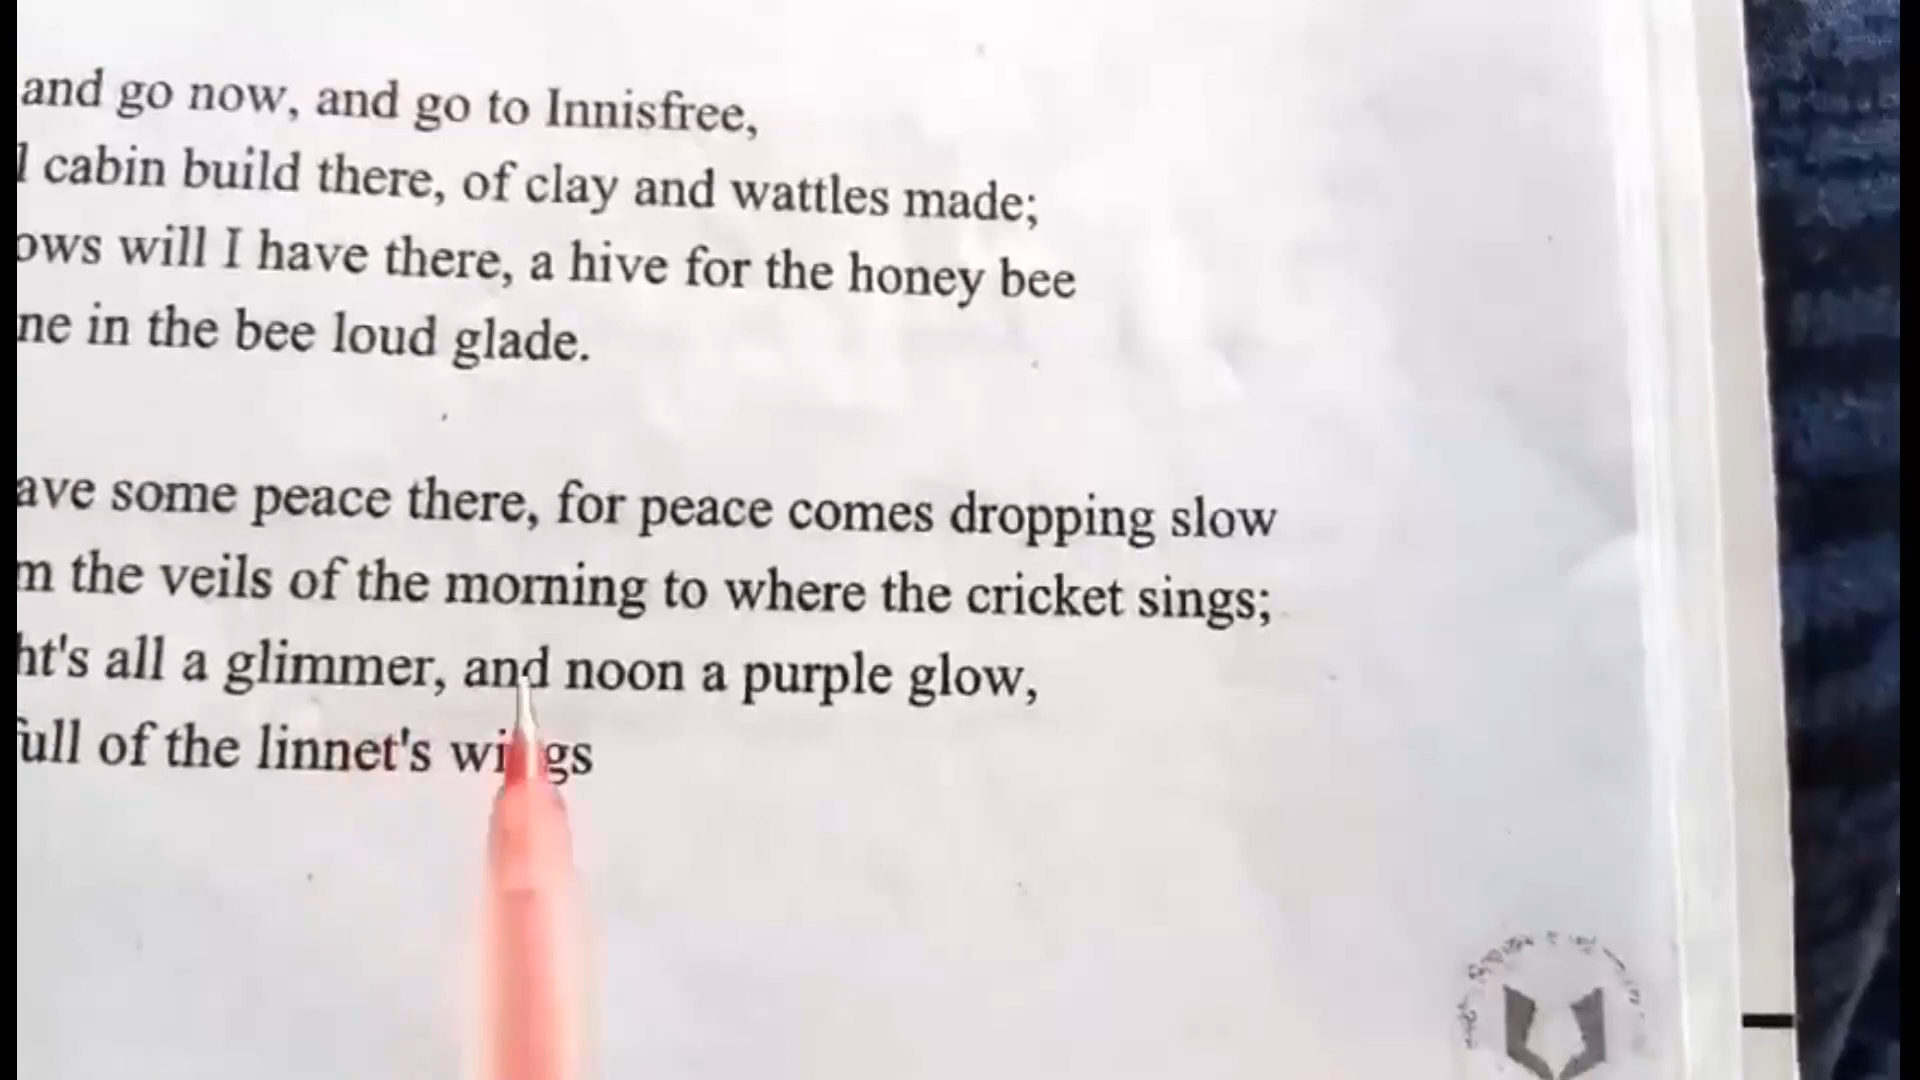 and go now, and go to Innisfree,
cabin build there, of clay and wattles made;
ows will I have there, a hive for the honey bee
ne in the bee loud glade.
ave some peace there, for peace comes dropping slow
m the veils of the morning to where the cricket sings;
ht's all a glimmer, and noon a purple glow,
full of the linnet's wings